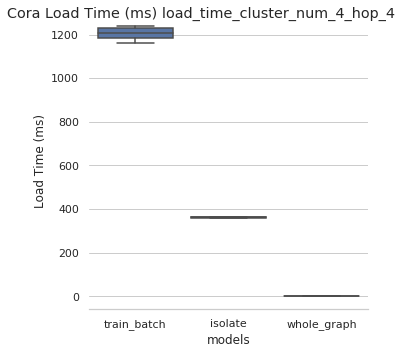 Cora Load Time (ms) load_time_cluster_num_4_hop_4
1200
1000
800
600
400
200
0
Load Time (ms)
train_batch isolate whole_graph
models